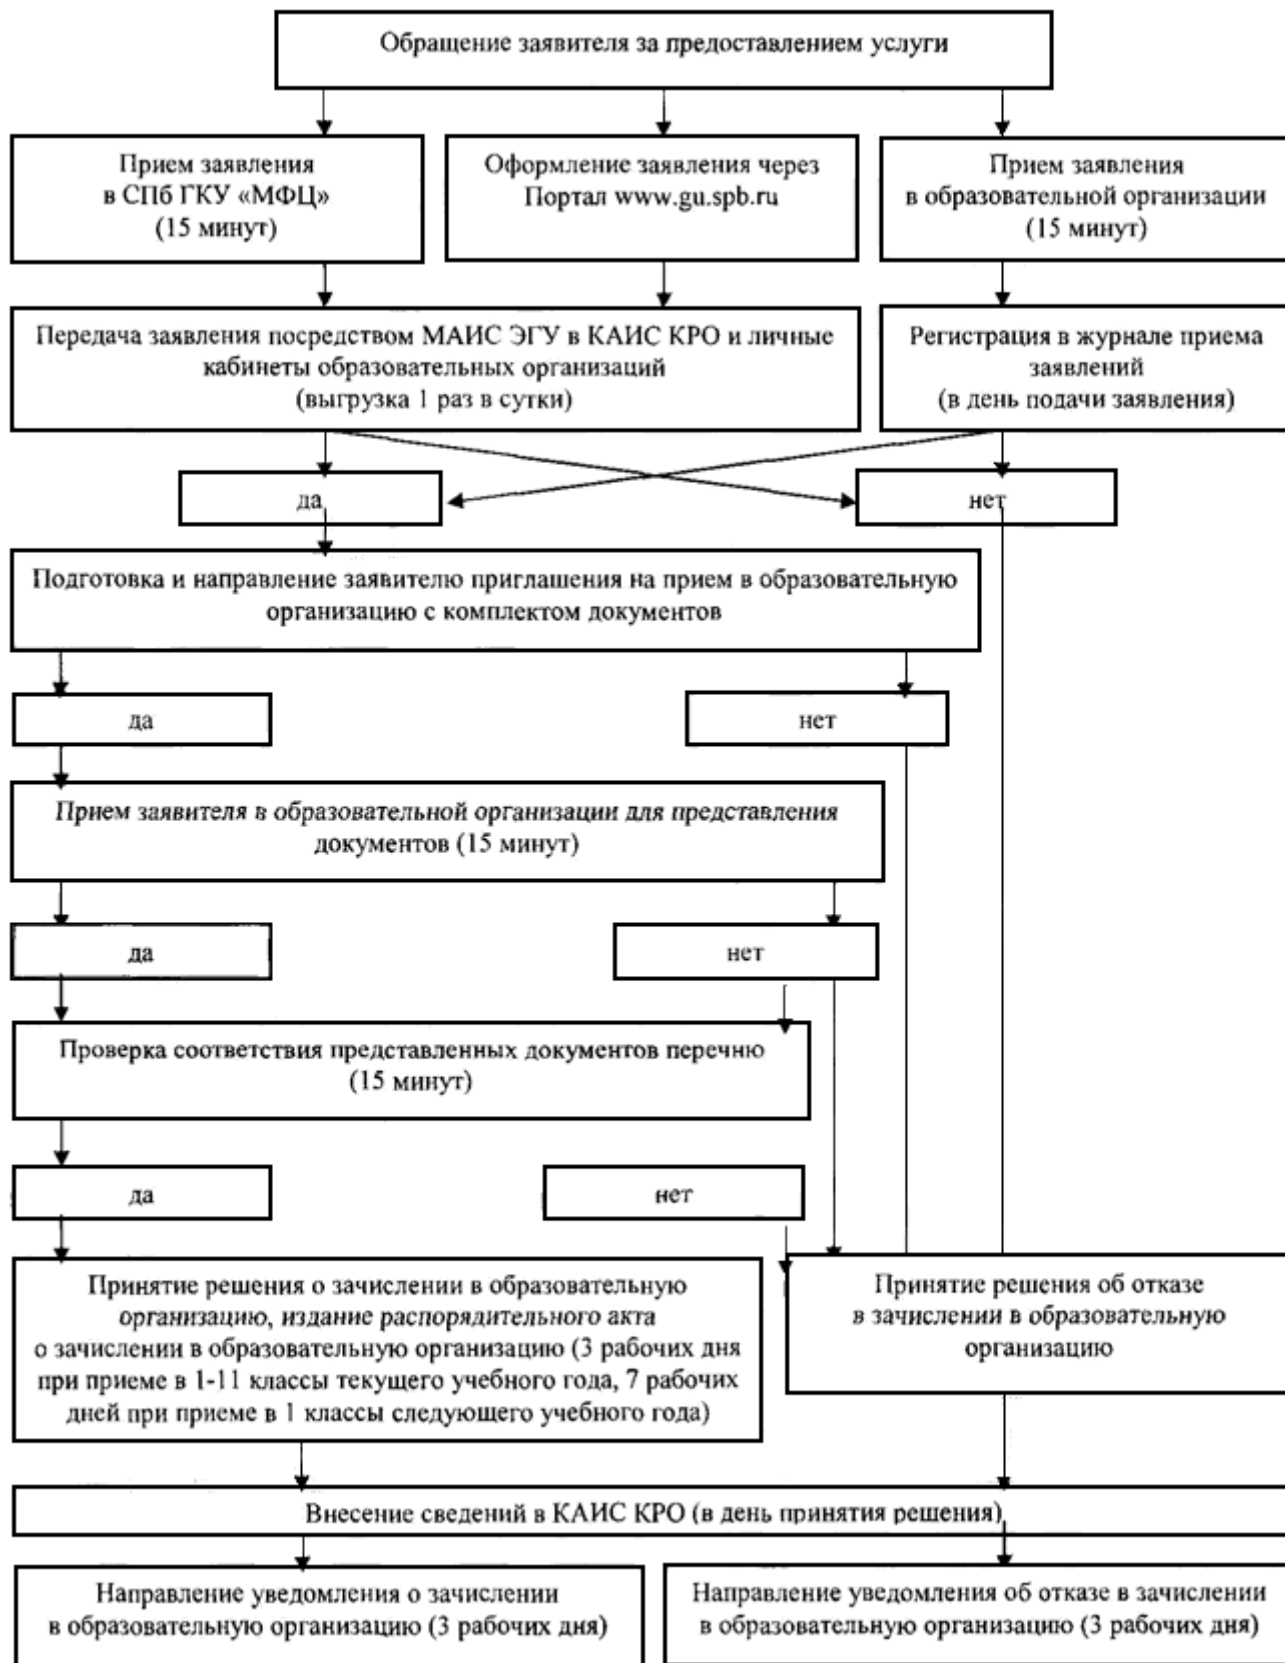 Обращение заявителя за предоставлением услуги
Прием заявления
в СПб ГКУ «МФЦ»
(15 минут)
Оформление заявления через
Портал www.gu.spb.ru
Прием заявления
в образовательной организации
(15 минут)
Передача заявления посредством МАИС ЭГУ в КАИС КРО и личные
кабинеты образовательных организаций
(выгрузка 1 раз в сутки)
Регистрация в журнале приема
заявлений
(в день подачи заявления)
да
нет
Подготовка и направление заявителю приглашения на прием в образовательную
организацию с комплектом документов
да
нет
Прием заявителя в образовательной организации для представления
документов (15 минут)
да
нет
Проверка соответствия представленных документов перечню
(15 минут)
да
нет
Принятие решения о зачислении в образовательную
организацию, издание распорядительного акта
о зачислении в образовательную организацию (3 рабочих дня
при приеме в 1-11 классы текущего учебного года, 7 рабочих
дней при приеме в 1 классы следующего учебного года)
Принятие решения об отказе
в зачислении в образовательную
организацию
Внесение сведений в КАИС КРО (в день принятия решения)
Направление уведомления о зачислении
в образовательную организацию (3 рабочих дня)
Направление уведомления об отказе в зачислении
в образовательную организацию (3 рабочих дня)